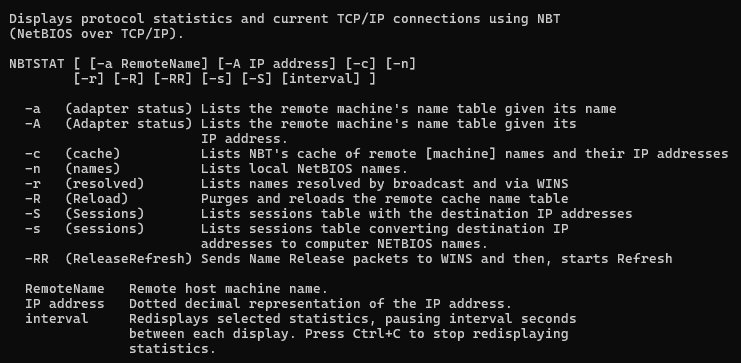 Displays protocol statistics and current TCP/IP connections using NBT
(NetBIOS over TCP/IP).
NBTSTAT [ [-a RemoteName] [-A IP address] [-c] [-n]
[-r] [-R] [-RR] [-s] [-S] [interval] ]
-a (adapter status) Lists the remote machine's name table given its name
-A (Adapter status) Lists the remote machine's name table given its
IP address.
-c (cache) Lists NBT's cache of remote [machine] names and their IP addresses
-n (names) Lists local NetBIOS names.
-r (resolved) Lists names resolved by broadcast and via WINS
-R (Reload) Purges and reloads the remote cache name table
-S (Sessions) Lists sessions table with the destination IP addresses
-s (sessions) Lists sessions table converting destination IP
addresses to computer NETBIOS names.
-RR (ReleaseRefresh) Sends Name Release packets to WINS and then, starts Refresh
RemoteName Remote host machine name.
IP address Dotted decimal representation of the IP address.
interval Redisplays selected statistics, pausing interval seconds
between each display. Press Ctrl+C to stop redisplaying
statistics.